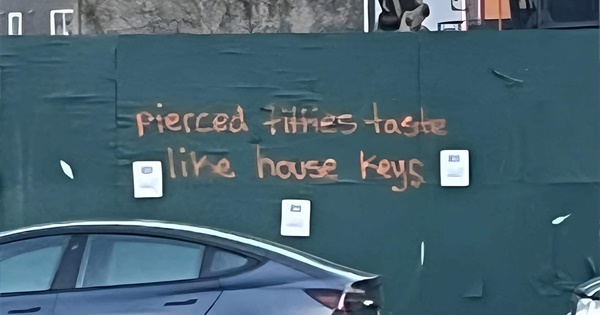 pierced titties taste
like house keys